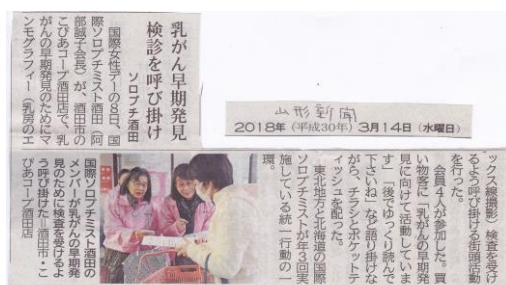 乳がん早期発見
検診を呼び掛け
ソロプチ酒田
国際女性デーの8日、国
際ソロプチミスト酒田(阿
部誠子会長)が、酒田市の
こぴあコープ酒田店で、乳
がんの早期発見のためにマ
ンモグラフィー(乳房のエ
ックス線撮影)検査を受け
るよう呼び掛ける街頭活動
を行った。
会員4人が参加した。買
い物客に「乳がんの早期発
見に向けて活動していま
す」「後でゆっくり読んで
下さいね」などと語り掛けな
がら、チラシとポケットテ
ィッシュを配った。
東北地方と北海道の国際
ソロプチミストが年3回実
施している統一行動の一
環。
国際ソロプチミスト酒田の
メンバーが乳がんの早期発
見のために検査を受けるよ
う呼び掛けた=酒田市・こ
ぴあコープ酒田店
山形新聞
2018年(平成30年)3月14日(水曜日)